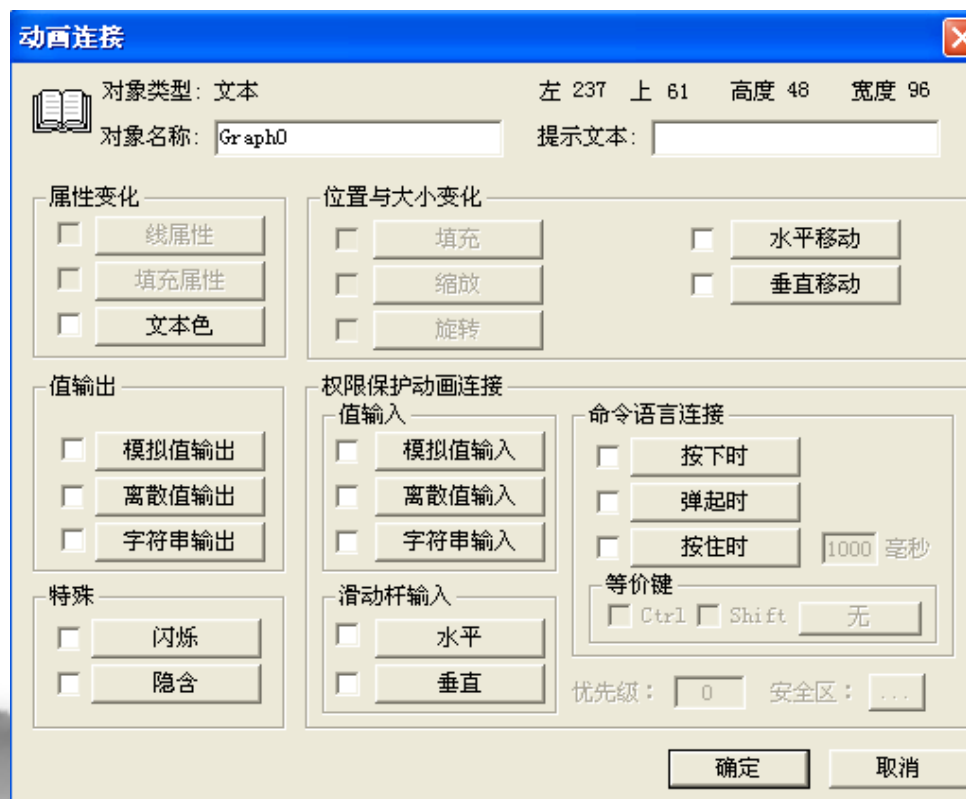 动画连接
对象类型: 文本 左 237 上 61 高度 48 宽度 96
对象名称: Graph0 提示文本:
属性变化 位置与大小变化
线属性 填充 水平移动
填充属性 缩放 垂直移动
文本色 旋转
值输出 权限保护动画连接
值输入 命令语言连接
模拟值输出 模拟值输入 按下时
离散值输出 离散值输入 弹起时
字符串输出 字符串输入 按住时 1000 毫秒
特殊 滑动杆输入 等价键
闪烁 水平 Ctrl Shift 无
隐含 垂直 优先级: 0 安全区: ...
确定 取消